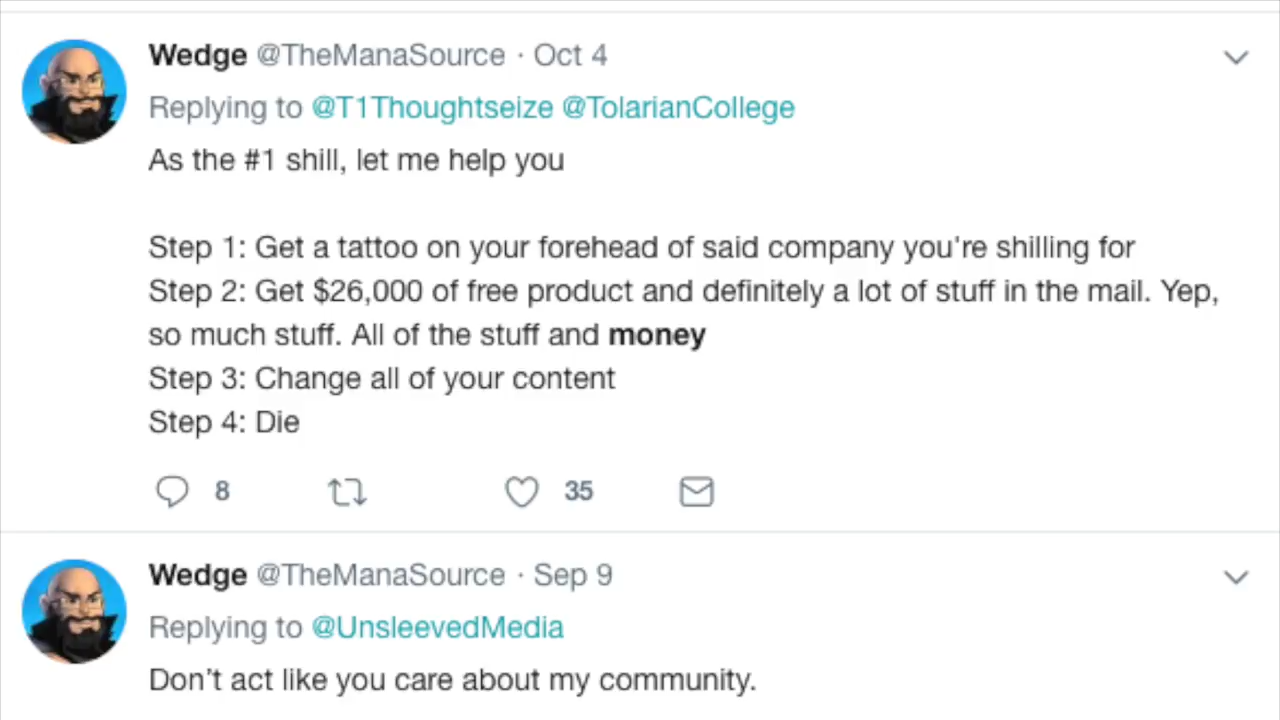 Wedge @TheManaSource · Oct 4
Replying to @T1Thoughtseize @TolarianCollege
As the #1 shill, let me help you
Step 1: Get a tattoo on your forehead of said company you're shilling for
Step 2: Get $26,000 of free product and definitely a lot of stuff in the mail. Yep,
so much stuff. All of the stuff and money
Step 3: Change all of your content
Step 4: Die
8 35
Wedge @TheManaSource · Sep 9
Replying to @UnsleevedMedia
Don’t act like you care about my community.